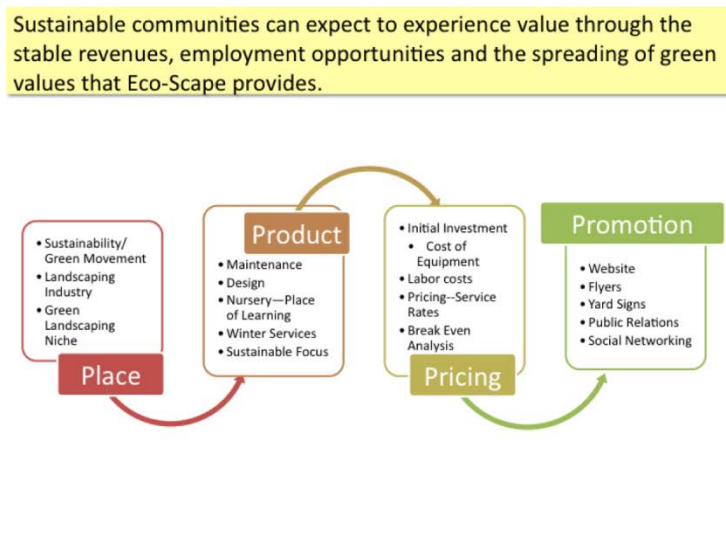 Sustainable communities can expect to experience value through the
stable revenues, employment opportunities and the spreading of green
values that Eco-Scape provides.
• Sustainability/
Green Movement
• Landscaping
Industry
• Green
Landscaping
Niche
Place
Product
• Maintenance
• Design
• Nursery—Place
of Learning
• Winter Services
• Sustainable Focus
• Initial Investment
• Cost of
Equipment
• Labor costs
• Pricing--Service
Rates
• Break Even
Analysis
Pricing
Promotion
• Website
• Flyers
• Yard Signs
• Public Relations
• Social Networking